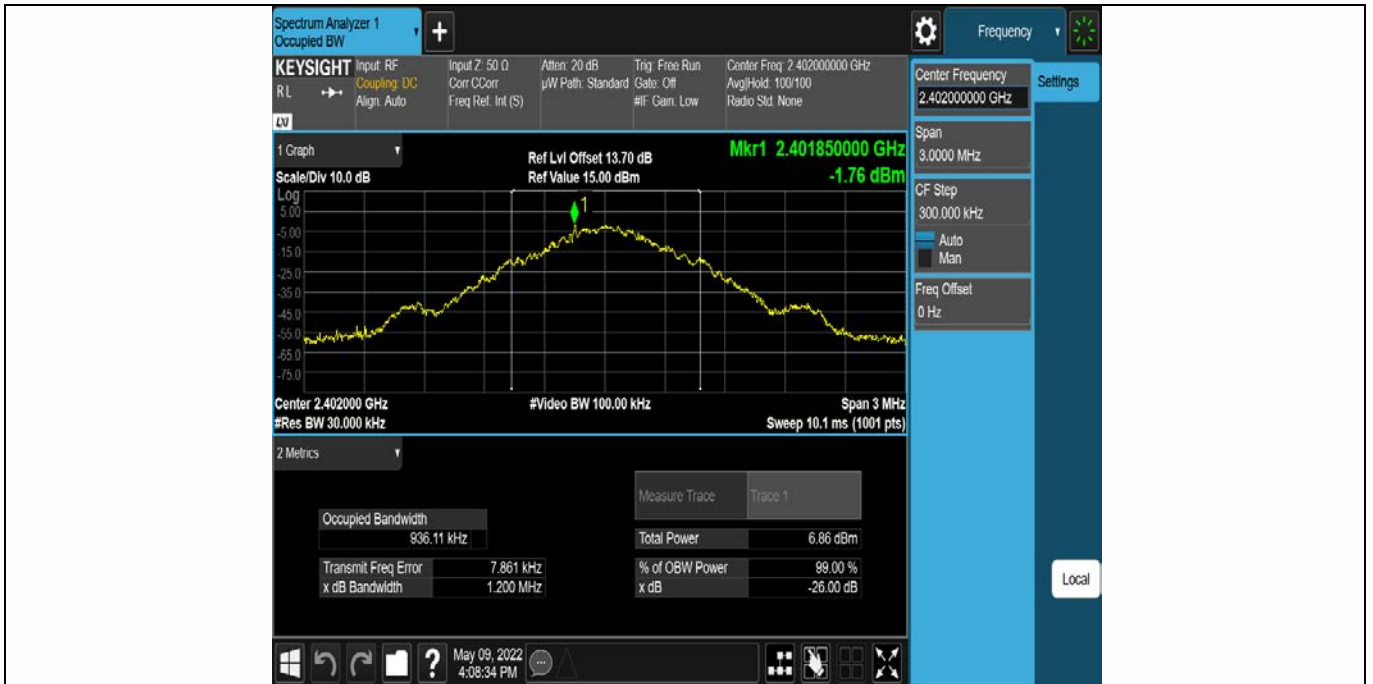 Spectrum Analyzer 1
Occupied BW
+
Frequency
KEYSIGHT
RL
Input: RF
Coupling: DC
Align: Auto
Input Z: 50 Ω
Corr CCorr
Freq Ref: Int (S)
Atten: 20 dB
µW Path: Standard
Trig: Free Run
Gate: Off
#IF Gain: Low
Center Freq: 2.402000000 GHz
Avg|Hold: 100/100
Radio Std: None
LXI
Center Frequency
2.402000000 GHz
Settings
Span
3.0000 MHz
CF Step
300.000 kHz
Auto
Man
Freq Offset
0 Hz
1 Graph
Scale/Div 10.0 dB
Ref Lvl Offset 13.70 dB
Ref Value 15.00 dBm
Mkr1 2.401850000 GHz
-1.76 dBm
Log
5.00
-5.00
-15.0
-25.0
-35.0
-45.0
-55.0
-65.0
-75.0
1
Center 2.402000 GHz
#Res BW 30.000 kHz
#Video BW 100.00 kHz
Span 3 MHz
Sweep 10.1 ms (1001 pts)
2 Metrics
Measure Trace Trace 1
Occupied Bandwidth
936.11 kHz
Total Power 6.86 dBm
Transmit Freq Error 7.861 kHz
% of OBW Power 99.00 %
x dB Bandwidth 1.200 MHz
x dB -26.00 dB
Local
?
May 09, 2022
4:08:34 PM